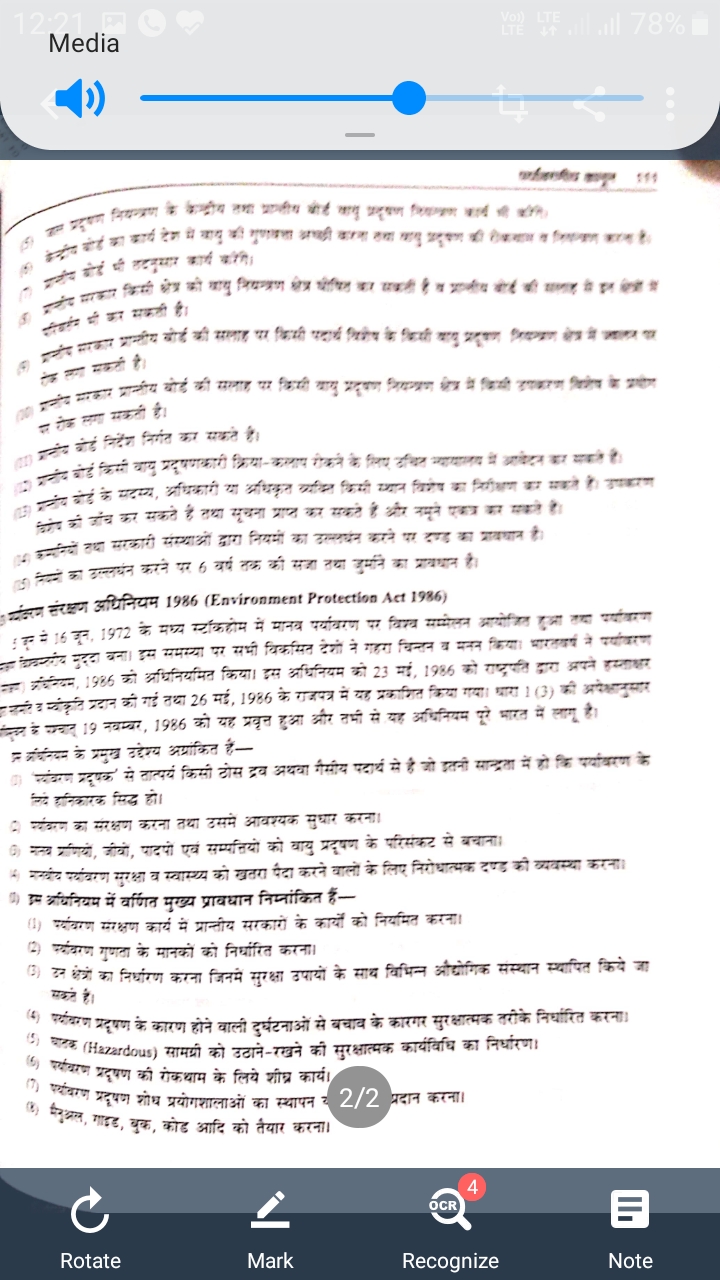 12:21
Vo) LTE LTE 78%
Media
पर्यावरणीय कानून 111
(5) जल प्रदूषण नियन्त्रण के केन्द्रीय तथा प्रान्तीय बोर्ड वायु प्रदूषण नियन्त्रण कार्य भी करेंगे।
(6) केन्द्रीय बोर्ड का कार्य देश में वायु की गुणवत्ता अच्छी करना तथा वायु प्रदूषण की रोकथाम व नियन्त्रण करना है।
(7) प्रान्तीय बोर्ड भी तदनुसार कार्य करेंगे।
(8) प्रान्तीय सरकार किसी क्षेत्र को वायु नियन्त्रण क्षेत्र घोषित कर सकती है व प्रान्तीय बोर्ड की सलाह से इन क्षेत्रों में
परिवर्तन भी कर सकती है।
(9) प्रान्तीय सरकार प्रान्तीय बोर्ड की सलाह पर किसी पदार्थ विशेष के किसी वायु प्रदूषण नियन्त्रण क्षेत्र में ज्वलन पर
रोक लगा सकती है।
(10) प्रान्तीय सरकार प्रान्तीय बोर्ड की सलाह पर किसी वायु प्रदूषण नियन्त्रण क्षेत्र में किसी उपकरण विशेष के प्रयोग
पर रोक लगा सकती है।
(11) प्रान्तीय बोर्ड निर्देश निर्गत कर सकते है।
(12) प्रान्तीय बोर्ड किसी वायु प्रदूषणकारी क्रिया-कलाप रोकने के लिए उचित न्यायालय में आवेदन कर सकते है।
(13) प्रान्तीय बोर्ड के सदस्य, अधिकारी या अधिकृत व्यक्ति किसी स्थान विशेष का निरीक्षण कर सकते है। उपकरण
विशेष की जाँच कर सकते है तथा सूचना प्राप्त कर सकते है और नमूने एकत्र कर सकते है।
(14) कम्पनियों तथा सरकारी संस्थाओं द्वारा नियमों का उल्लघंन करने पर दण्ड का प्रावधान है।
(15) नियमों का उल्लघंन करने पर 6 वर्ष तक की सजा तथा जुर्माने का प्रावधान है।
पर्यावरण संरक्षण अधिनियम 1986 (Environment Protection Act 1986)
5 जून से 16 जून, 1972 के मध्य स्टॉकहोम में मानव पर्यावरण पर विश्व सम्मेलन आयोजित हुआ तथा पर्यावरण
विश्वस्तरीय मुद्दा बना। इस समस्या पर सभी विकसित देशों ने गहरा चिन्तन व मनन किया। भारतवर्ष ने पर्यावरण
अधिनियम, 1986 को अधिनियमित किया। इस अधिनियम को 23 मई, 1986 को राष्ट्रपति द्वारा अपने हस्ताक्षर
व स्वीकृति प्रदान की गई तथा 26 मई, 1986 के राजपत्र में यह प्रकाशित किया गया। धारा 1 (3) की अपेक्षानुसार
के पश्चात् 19 नवम्बर, 1986 को यह प्रवृत्त हुआ और तभी से यह अधिनियम पूरे भारत में लागू है।
इस अधिनियम के प्रमुख उद्देश्य अग्रांकित हैं—
(1) 'पर्यावरण प्रदूषक' से तात्पर्य किसी ठोस द्रव अथवा गैसीय पदार्थ से है जो इतनी सान्द्रता में हो कि पर्यावरण के
लिये हानिकारक सिद्ध हो।
(2) पर्यावरण का संरक्षण करना तथा उसमें आवश्यक सुधार करना।
(3) मानव प्राणियों, जीवों, पादपों एवं सम्पत्तियों को वायु प्रदूषण के परिसंकट से बचाना।
(4) मानवीय पर्यावरण सुरक्षा व स्वास्थ्य को खतरा पैदा करने वालों के लिए निरोधात्मक दण्ड की व्यवस्था करना।
इस अधिनियम में वर्णित मुख्य प्रावधान निम्नांकित हैं—
(1) पर्यावरण संरक्षण कार्य में प्रान्तीय सरकारों के कार्यों को नियमित करना।
(2) पर्यावरण गुणता के मानकों को निर्धारित करना।
(3) उन क्षेत्रों का निर्धारण करना जिनमें सुरक्षा उपायों के साथ विभिन्न औद्योगिक संस्थान स्थापित किये जा
सकते है।
(4) पर्यावरण प्रदूषण के कारण होने वाली दुर्घटनाओं से बचाव के कारगर सुरक्षात्मक तरीके निर्धारित करना।
(5) घातक (Hazardous) सामग्री को उठाने-रखने की सुरक्षात्मक कार्यविधि का निर्धारण।
(6) पर्यावरण प्रदूषण की रोकथाम के लिये शीघ्र कार्य।
(7) पर्यावरण प्रदूषण शोध प्रयोगशालाओं का स्थापन प्रदान करना।
2/2
(8) मैनुअल, गाइड, बुक, कोड आदि को तैयार करना।
4
OCR
Rotate Mark Recognize Note